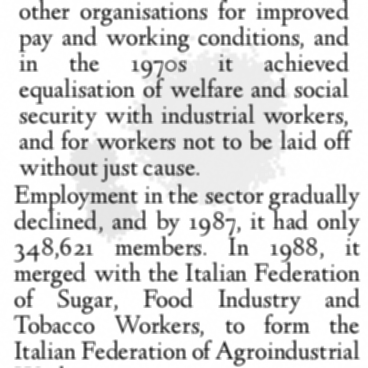 other organisations for improved
pay and working conditions, and
in the 1970s it achieved
equalisation of welfare and social
security with industrial workers,
and for workers not to be laid off
without just cause.
Employment in the sector gradually
declined, and by 1987, it had only
348,621 members. In 1988, it
merged with the Italian Federation
of Sugar, Food Industry and
Tobacco Workers, to form the
Italian Federation of Agroindustrial